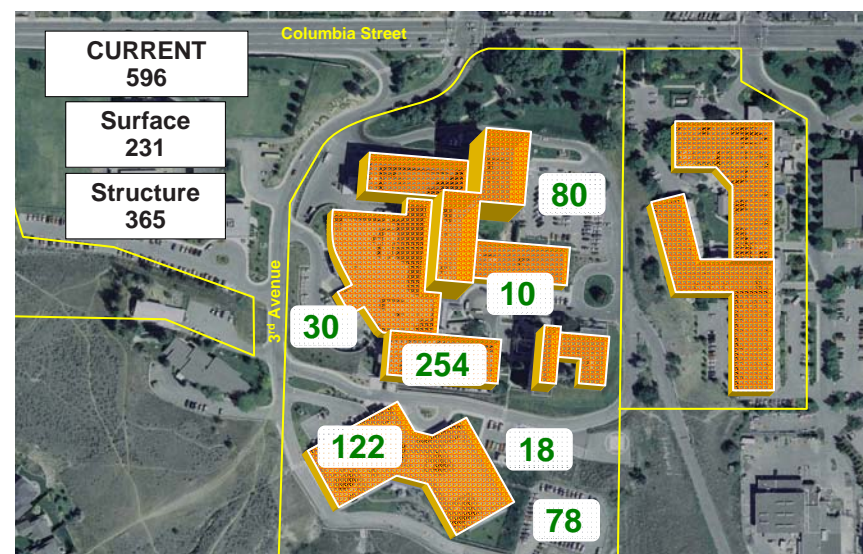 Columbia Street
CURRENT
596
Surface
231
Structure
365
80
3rd Avenue
10
30
254
122
18
78